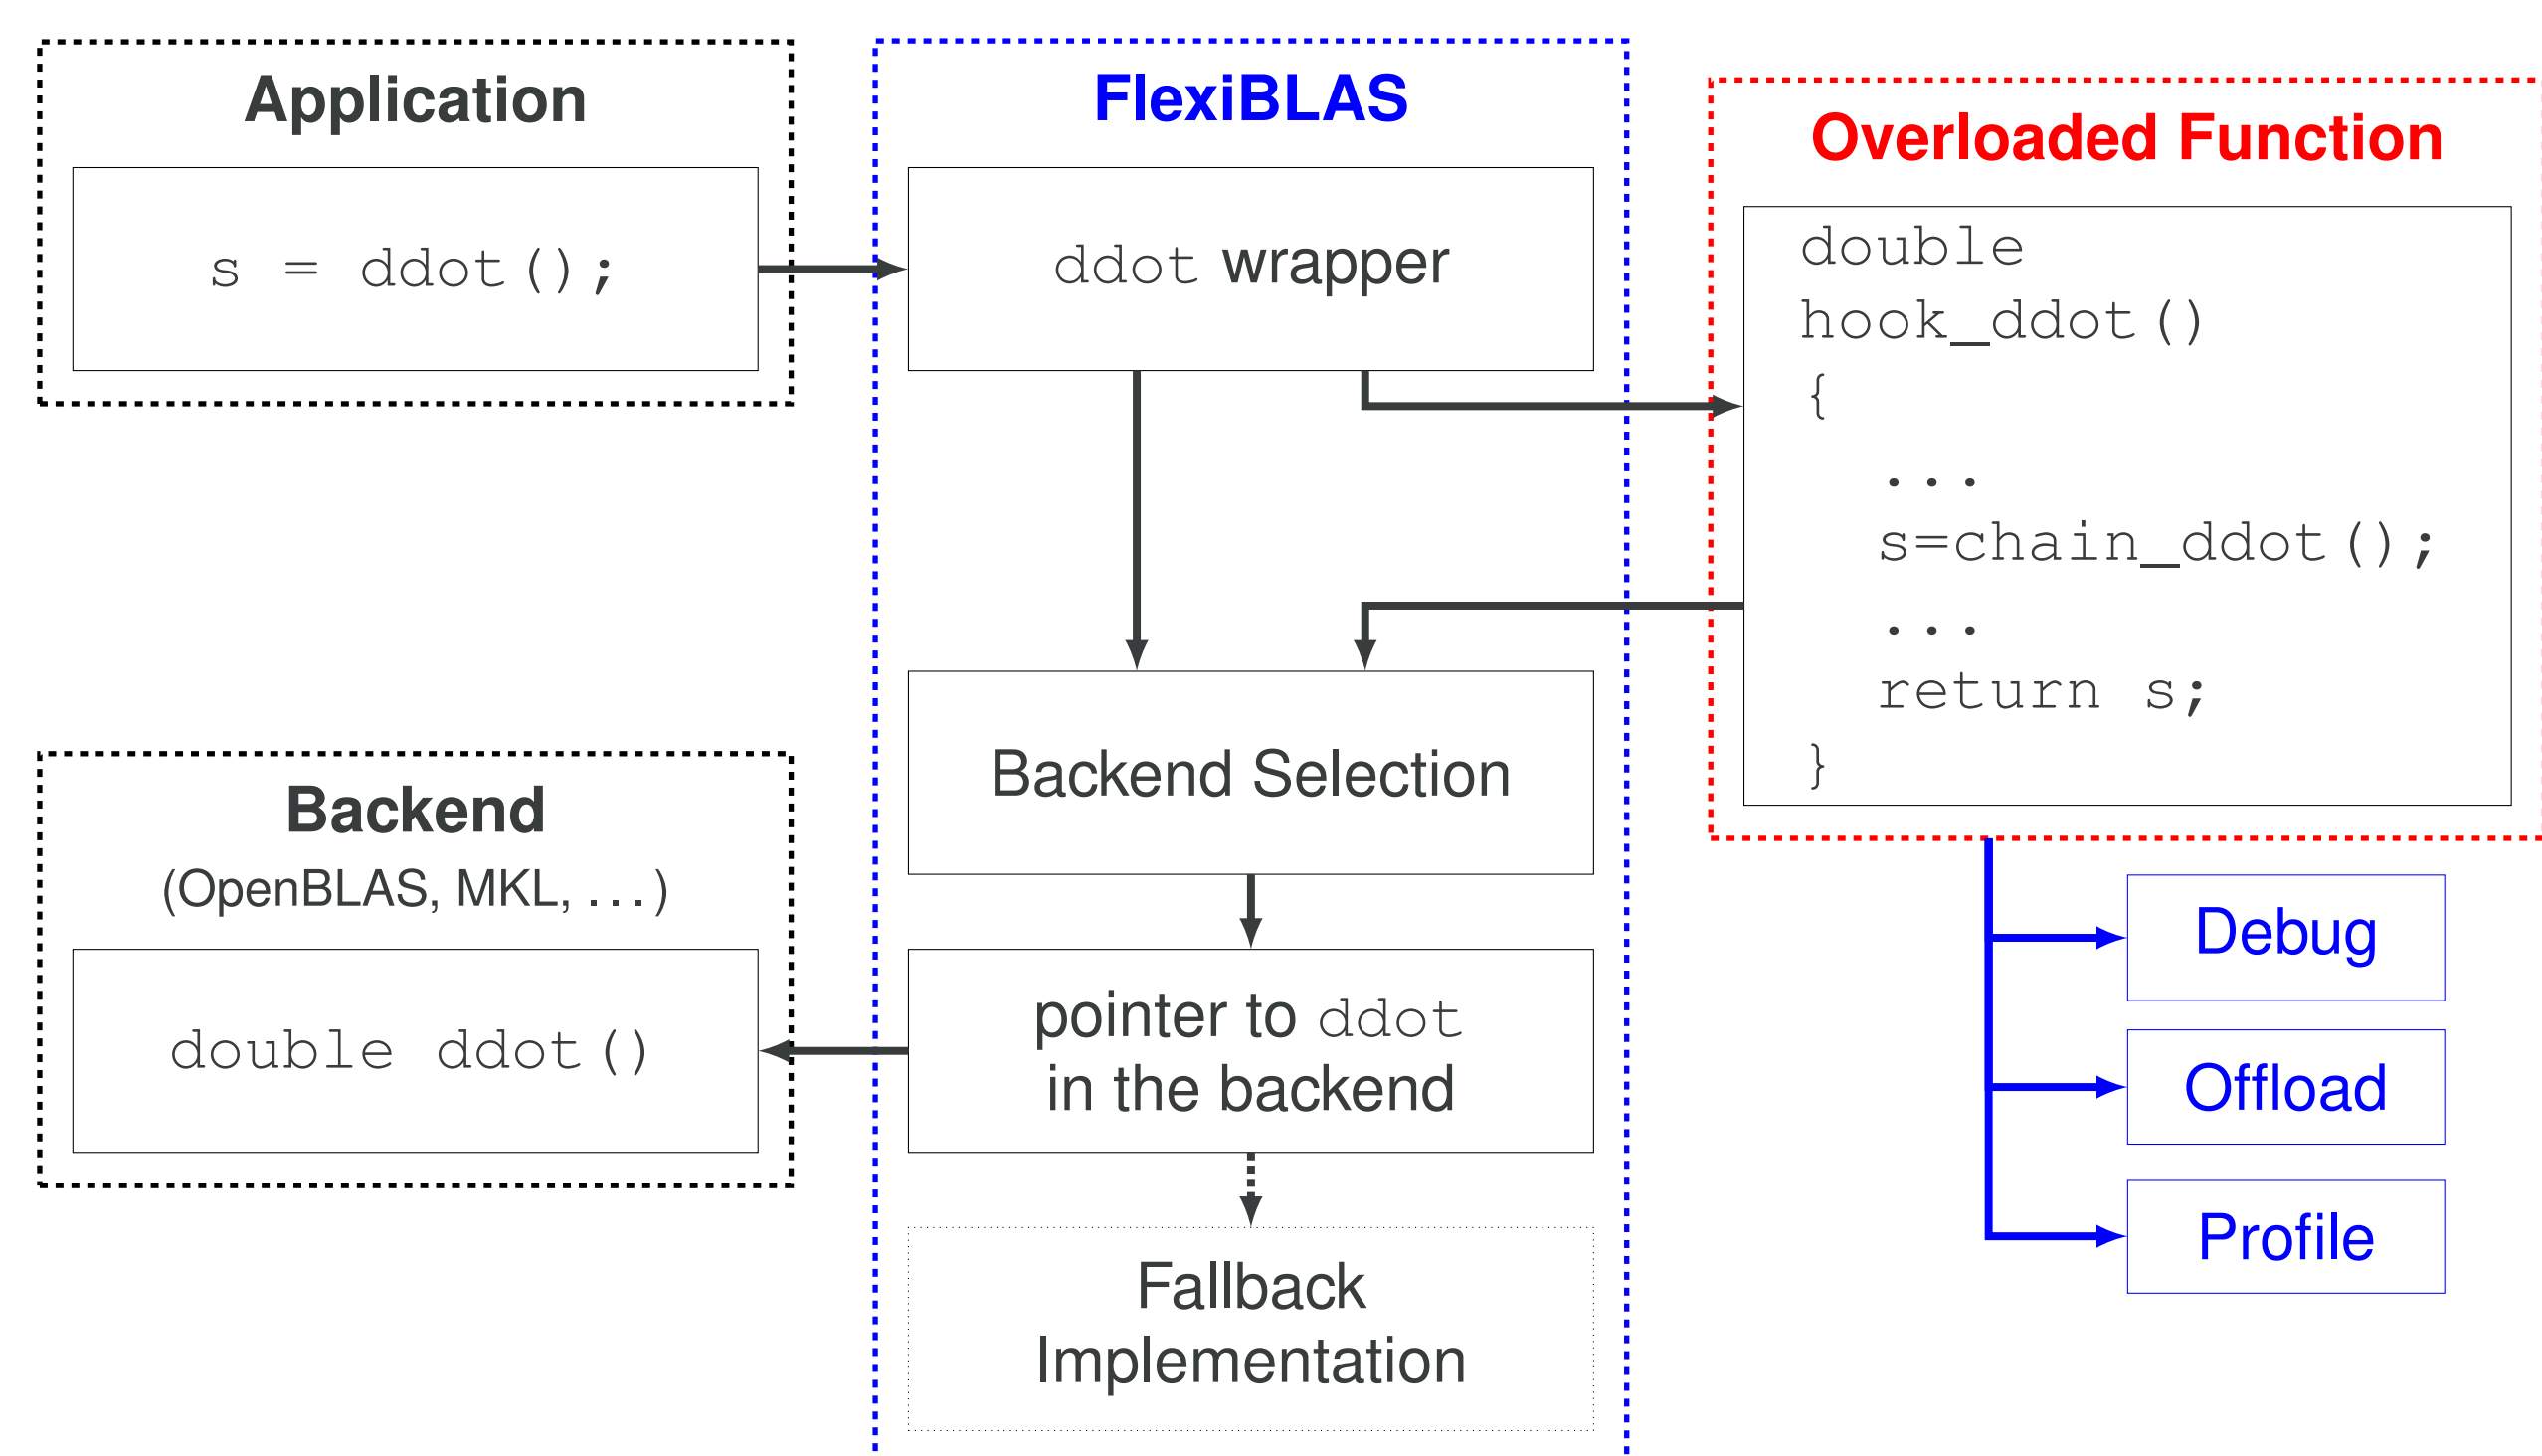 Application
s = ddot();
FlexiBLAS
ddot wrapper
Overloaded Function
double
hook_ddot()
{
...
s=chain_ddot();
...
return s;
}
Backend Selection
Backend
(OpenBLAS, MKL, ...)
double ddot()
pointer to ddot
in the backend
Fallback
Implementation
Debug
Offload
Profile